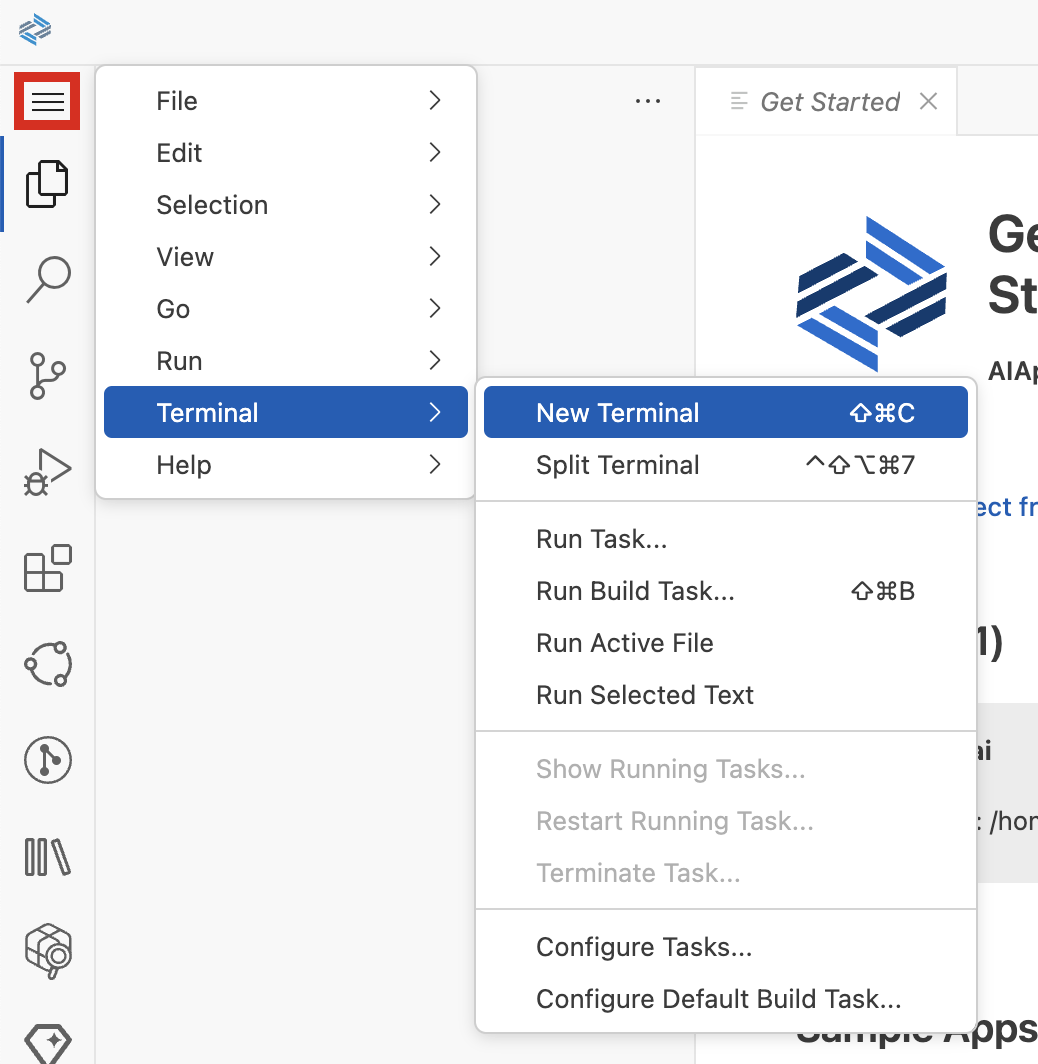 File
Edit
Selection
View
Go
Run
Terminal
Help
Get Started
New Terminal ⇧⌘C
Split Terminal ^⇧⌥⌘7
Run Task...
Run Build Task... ⇧⌘B
Run Active File
Run Selected Text
Show Running Tasks...
Restart Running Task...
Terminate Task...
Configure Tasks...
Configure Default Build Task...
Ge
St
AIAp
ect fr
1)
ai
: /hor
Sample Apps